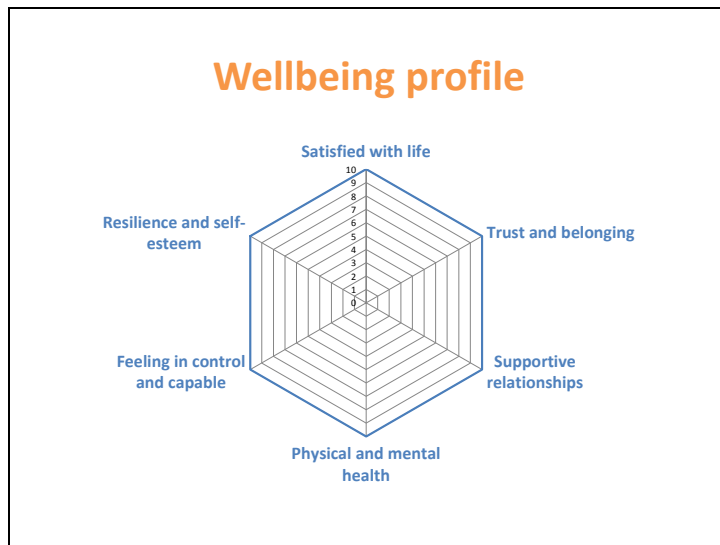 Wellbeing profile
Satisfied with life
10
9
8
7
6
5
4
3
2
1
0
Resilience and self-
esteem
Trust and belonging
Feeling in control
and capable
Supportive
relationships
Physical and mental
health